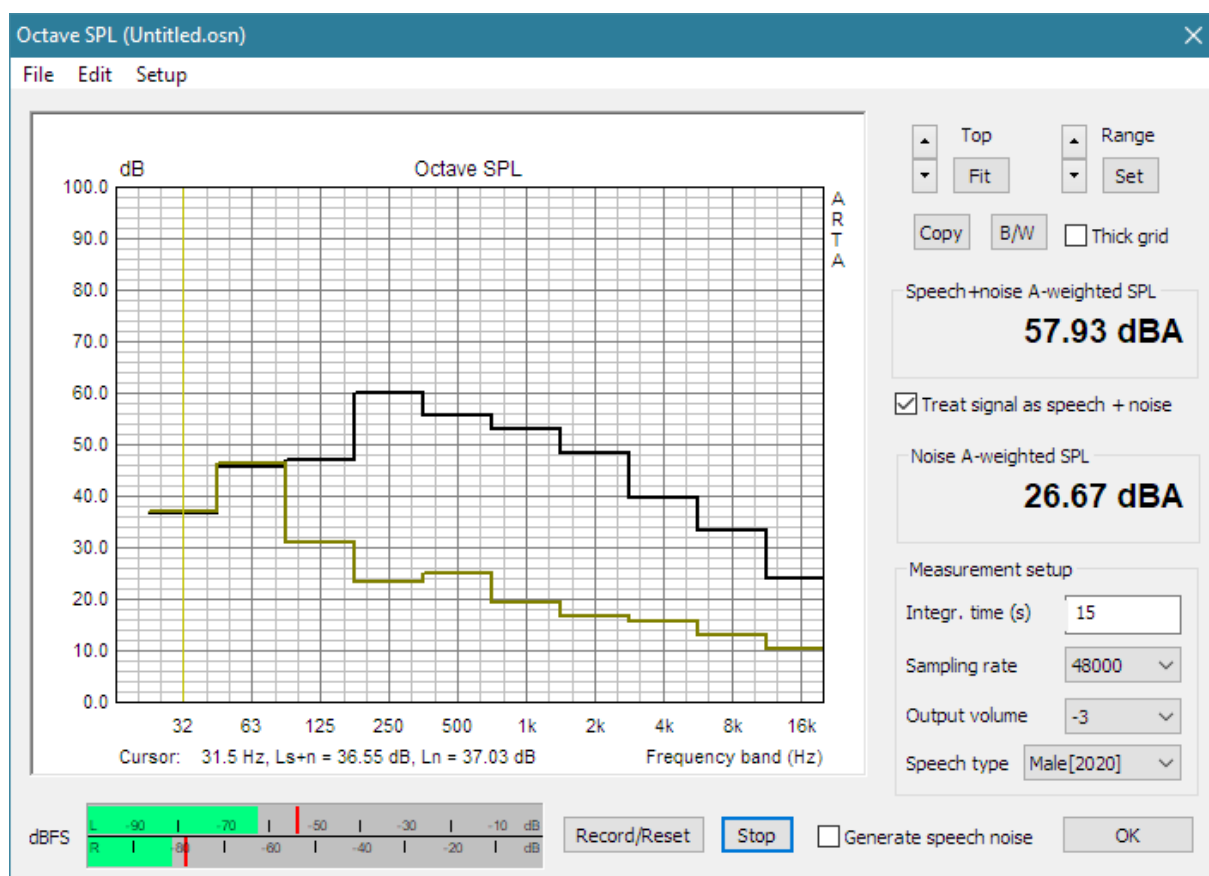 Octave SPL (Untitled.osn)
File Edit Setup
dB
Octave SPL
100.0
90.0
80.0
70.0
60.0
50.0
40.0
30.0
20.0
10.0
0.0
A
R
T
A
32 63 125 250 500 1k 2k 4k 8k 16k
Cursor: 31.5 Hz, Ls+n = 36.55 dB, Ln = 37.03 dB
Frequency band (Hz)
Top
Fit
Range
Set
Copy
B/W
Thick grid
Speech+noise A-weighted SPL
57.93 dBA
Treat signal as speech + noise
Noise A-weighted SPL
26.67 dBA
Measurement setup
Integr. time (s) 15
Sampling rate 48000
Output volume -3
Speech type Male[2020]
dBFS
L -90 -70 -50 -30 -10 dB
R -80 -60 -40 -20 dB
Record/Reset
Stop
Generate speech noise
OK